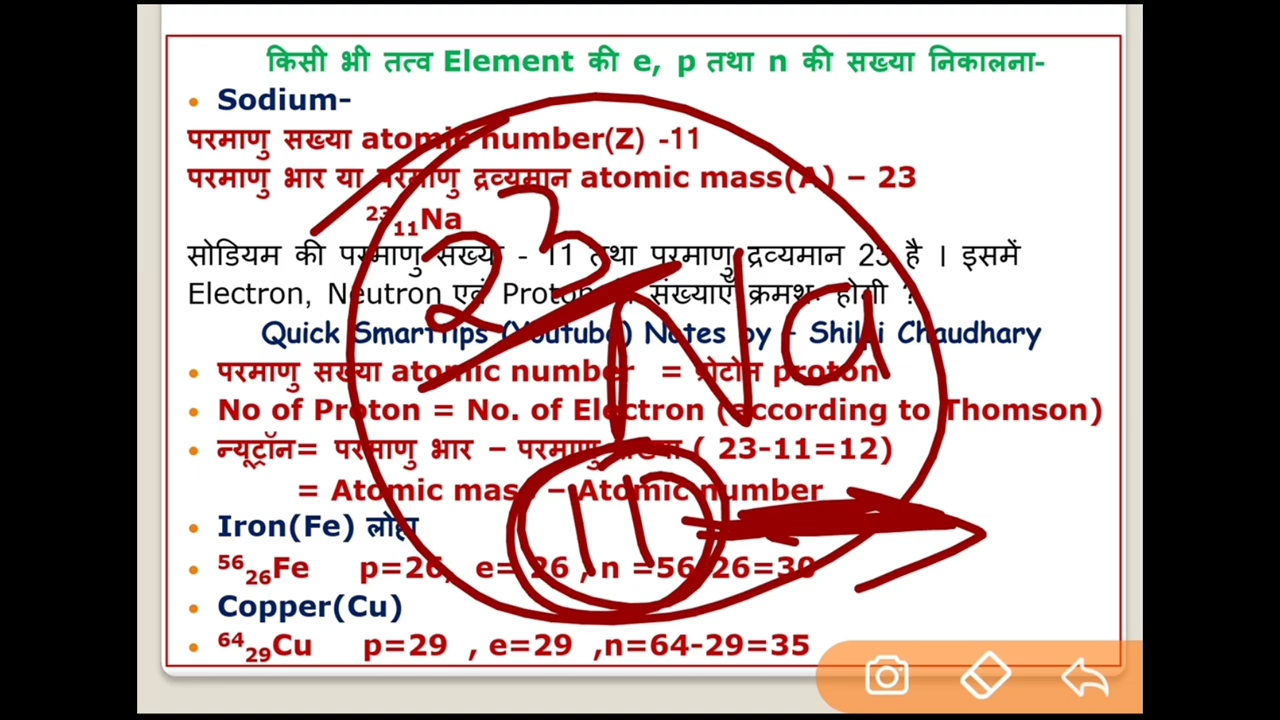 किसी भी तत्व Element की e, p तथा n की सख्या निकालना-
• Sodium-
परमाणु सख्या atomic number(Z) -11
परमाणु भार या परमाणु द्रव्यमान atomic mass(A) – 23
²³₁₁Na
सोडियम की परमाणु सख्या - 11 तथा परमाणु द्रव्यमान 23 है । इसमें
Electron, Neutron एवं Proton संख्याएँ क्रमशः होगी ?
Quick Smarttips (Youtube) Notes by - Shilpi Chaudhary
• परमाणु सख्या atomic number = प्रोटोन proton
• No of Proton = No. of Electron (according to Thomson)
• न्यूट्रॉन= परमाणु भार – परमाणु सख्या ( 23-11=12)
= Atomic mass – Atomic number
• Iron(Fe) लोहा
• ⁵⁶₂₆Fe p=26, e= 26 , n =56-26=30
• Copper(Cu)
• ⁶⁴₂₉Cu p=29 , e=29 ,n=64-29=35
23
Na
11